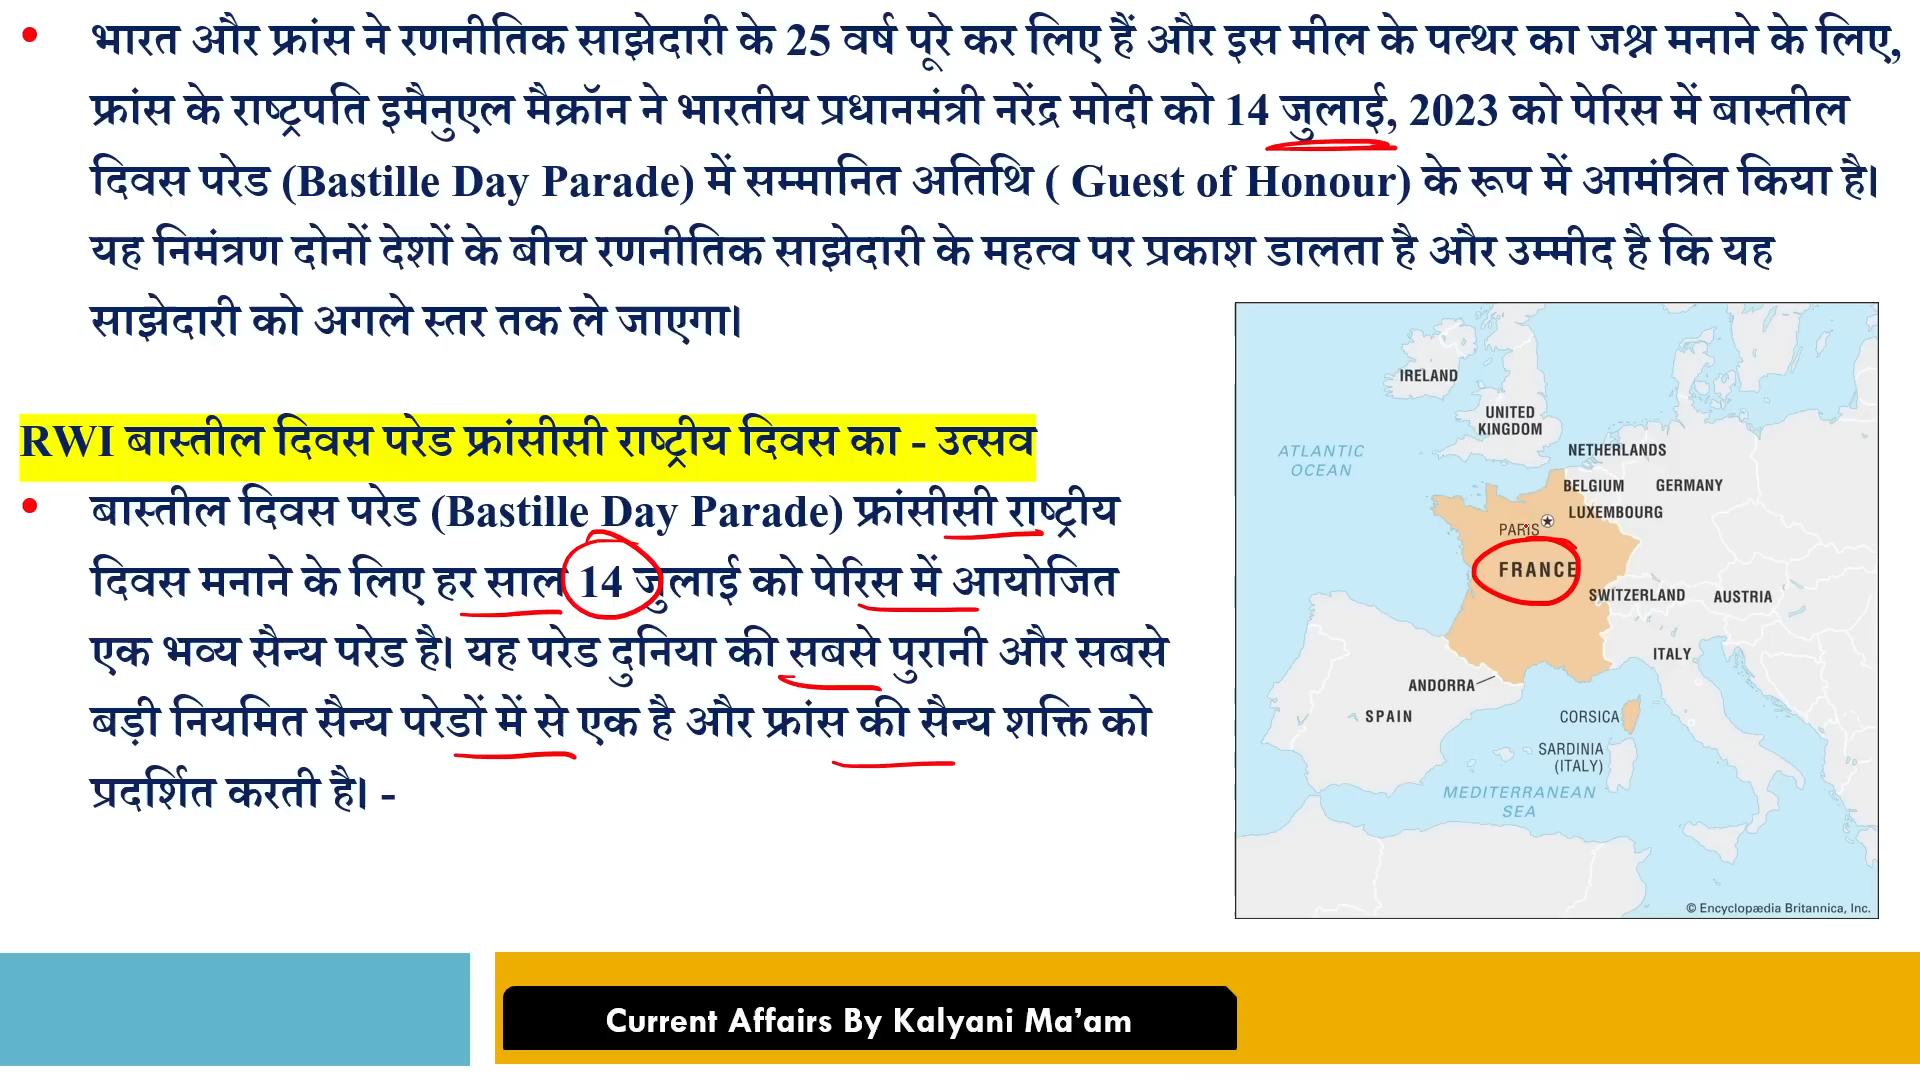 भारत और फ्रांस ने रणनीतिक साझेदारी के 25 वर्ष पूरे कर लिए हैं और इस मील के पत्थर का जश्न मनाने के लिए,
फ्रांस के राष्ट्रपति इमैनुएल मैक्रॉन ने भारतीय प्रधानमंत्री नरेंद्र मोदी को 14 जुलाई, 2023 को पेरिस में बास्तील
दिवस परेड (Bastille Day Parade) में सम्मानित अतिथि ( Guest of Honour) के रूप में आमंत्रित किया है।
यह निमंत्रण दोनों देशों के बीच रणनीतिक साझेदारी के महत्व पर प्रकाश डालता है और उम्मीद है कि यह
साझेदारी को अगले स्तर तक ले जाएगा।
RWI बास्तील दिवस परेड फ्रांसीसी राष्ट्रीय दिवस का - उत्सव
बास्तील दिवस परेड (Bastille Day Parade) फ्रांसीसी राष्ट्रीय
दिवस मनाने के लिए हर साल 14 जुलाई को पेरिस में आयोजित
एक भव्य सैन्य परेड है। यह परेड दुनिया की सबसे पुरानी और सबसे
बड़ी नियमित सैन्य परेडों में से एक है और फ्रांस की सैन्य शक्ति को
प्रदर्शित करती है। -
IRELAND
UNITED
KINGDOM
ATLANTIC
OCEAN
NETHERLANDS
BELGIUM
GERMANY
LUXEMBOURG
PARIS
FRANCE
SWITZERLAND
AUSTRIA
ITALY
ANDORRA
SPAIN
CORSICA
SARDINIA
(ITALY)
MEDITERRANEAN
SEA
© Encyclopædia Britannica, Inc.
Current Affairs By Kalyani Ma’am